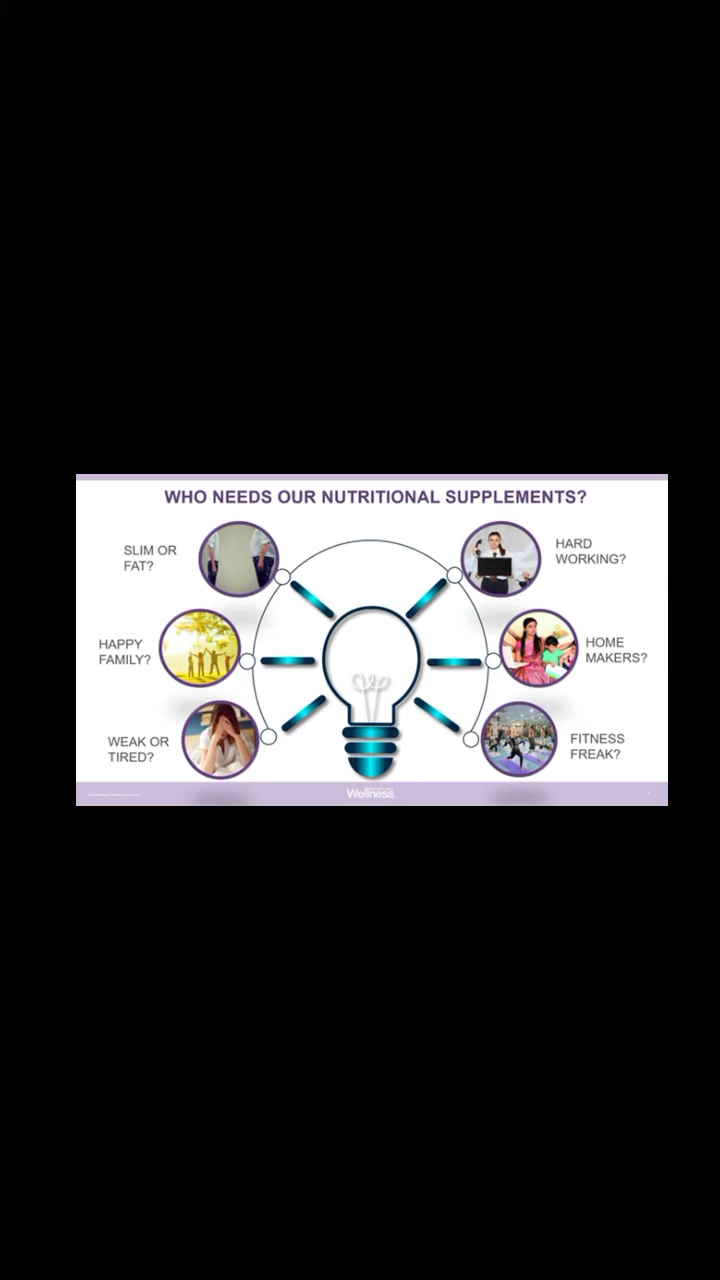 WHO NEEDS OUR NUTRITIONAL SUPPLEMENTS?
SLIM OR
FAT?
HARD
WORKING?
HAPPY
FAMILY?
HOME
MAKERS?
WEAK OR
TIRED?
FITNESS
FREAK?
Wellness